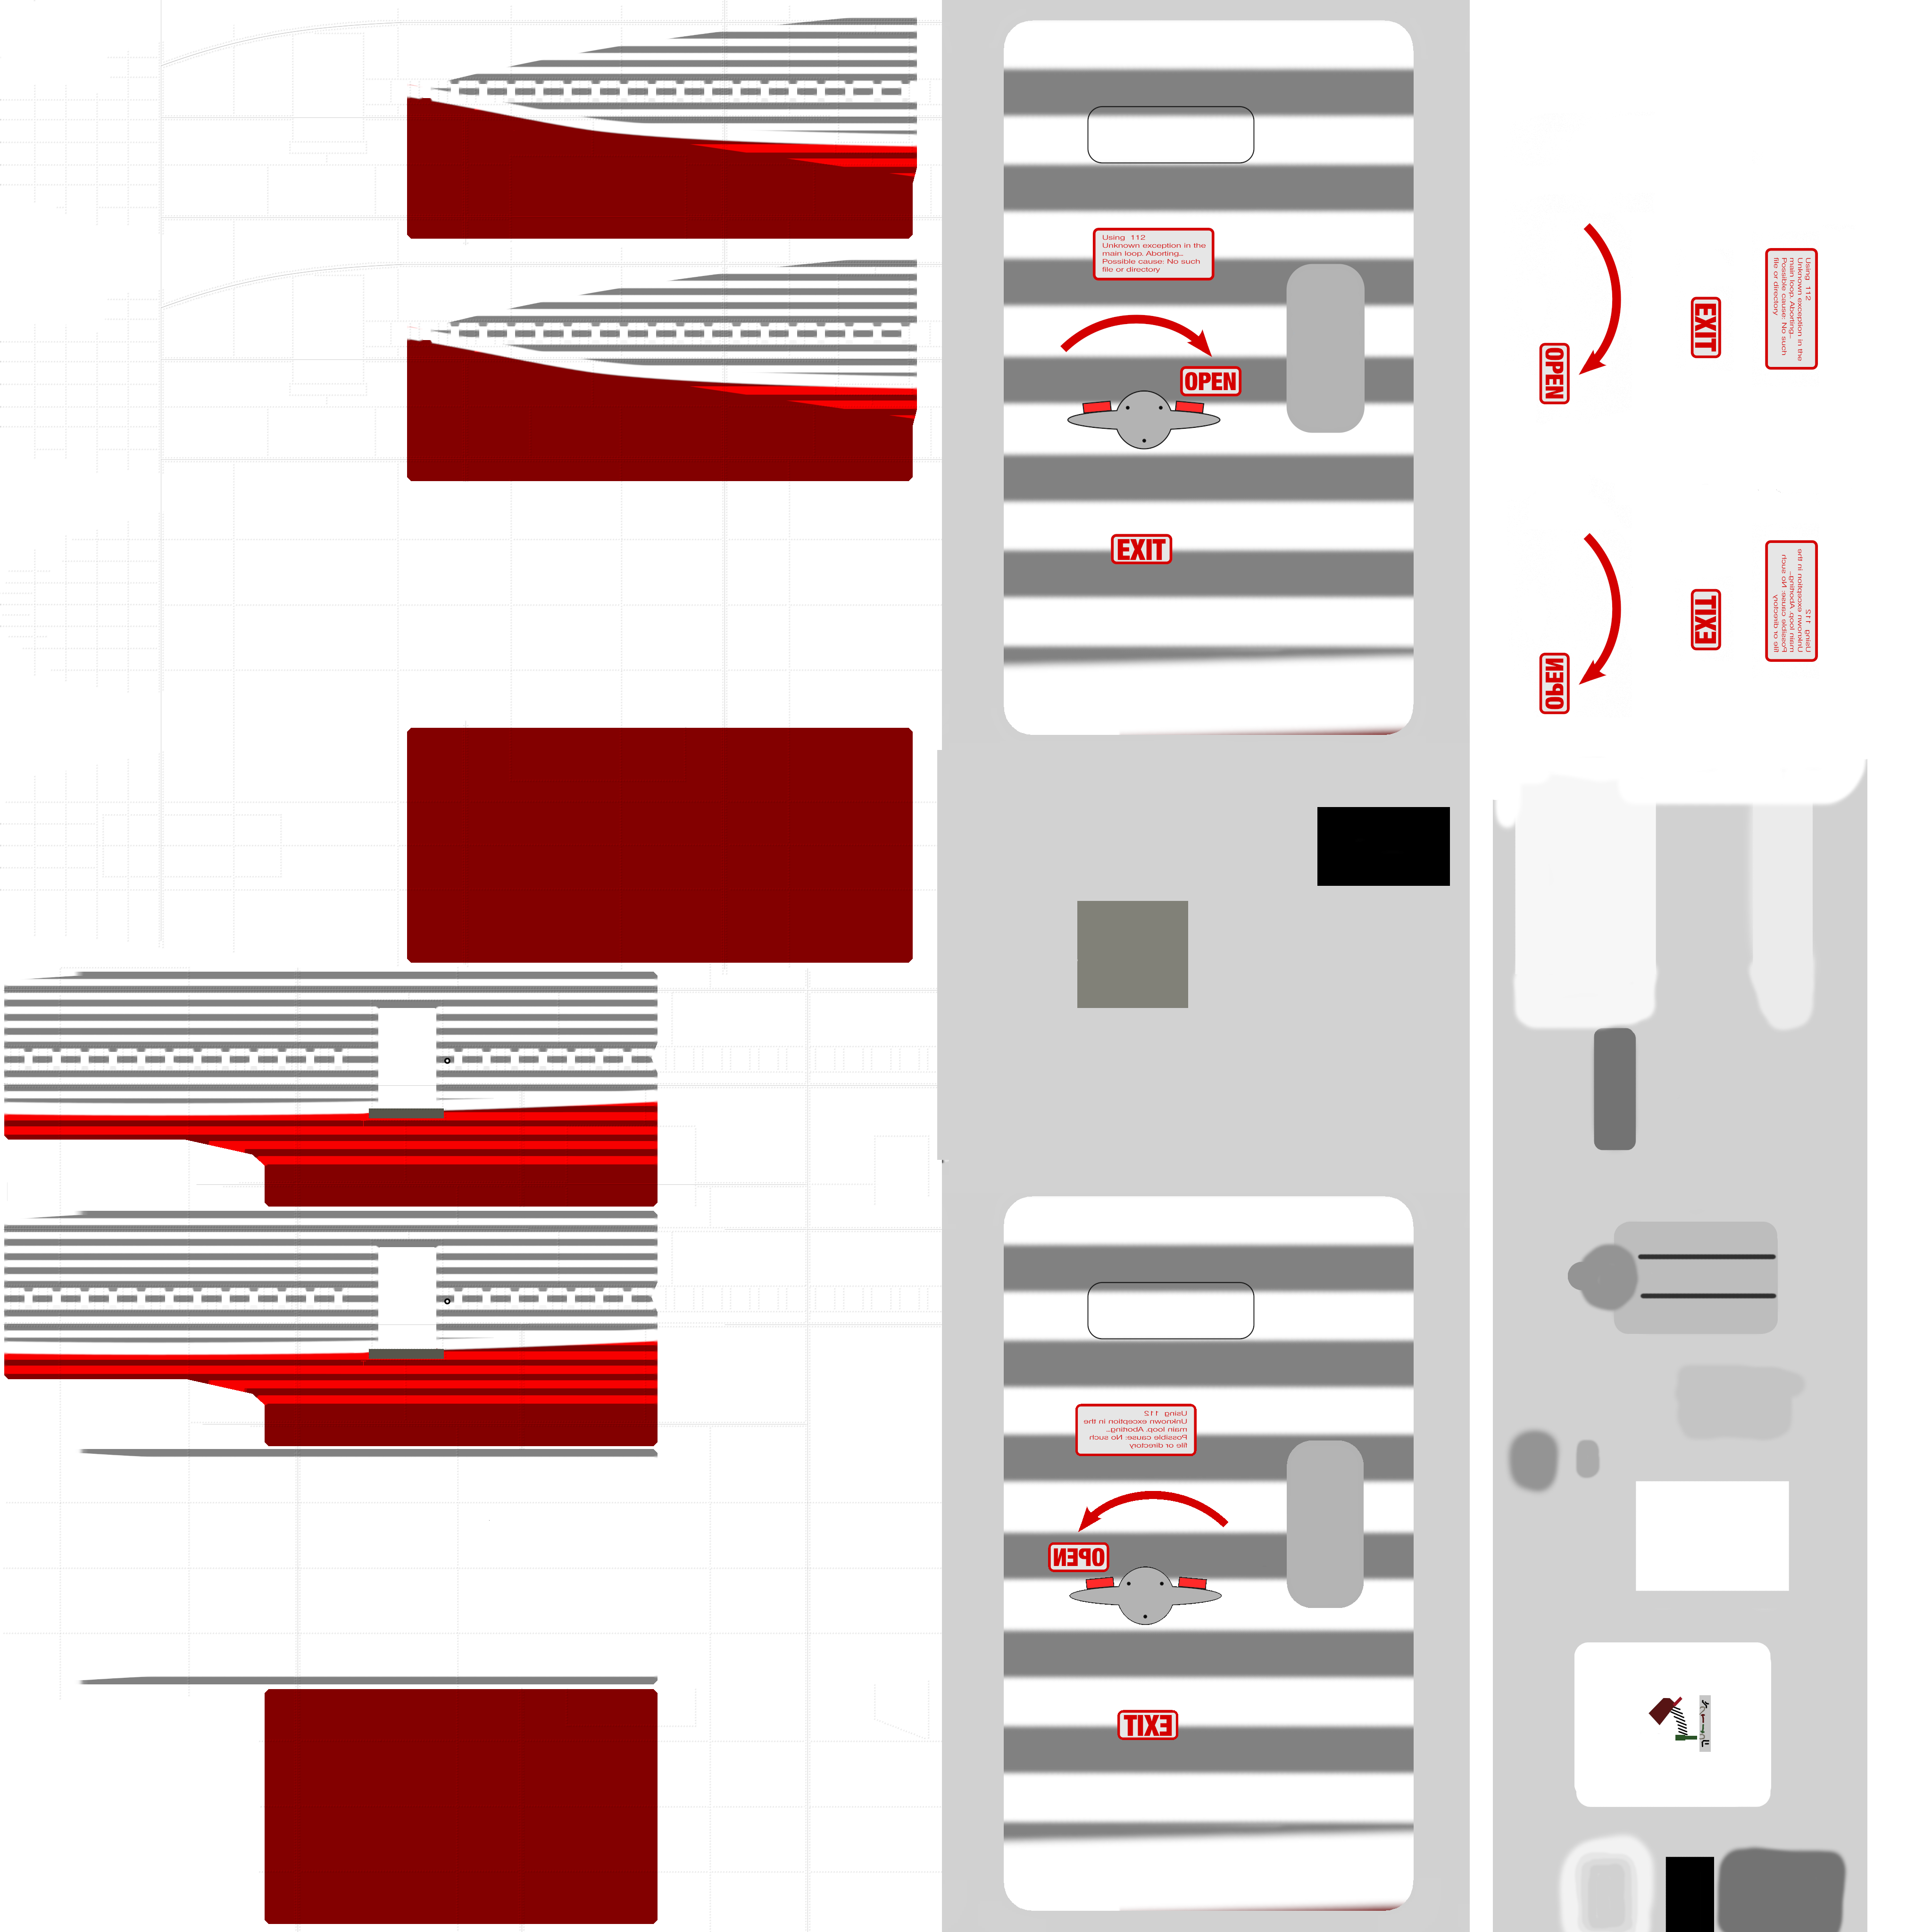 Using 112
Unknown exception in the
main loop. Aborting...
Possible cause: No such
file or directory
OPEN
EXIT
OPEN
EXIT
Using 112
Unknown exception in the
main loop. Aborting...
Possible cause: No such
file or directory
OPEN
EXIT
Using 112
Unknown exception in the
main loop. Aborting...
Possible cause: No such
file or directory
Using 112
Unknown exception in the
main loop. Aborting...
Possible cause: No such
file or directory
OPEN
EXIT